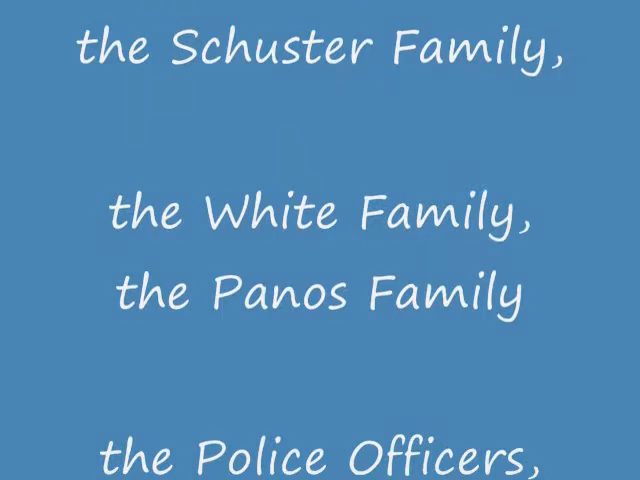 the Schuster Family,
the White Family,
the Panos Family
the Police Officers,